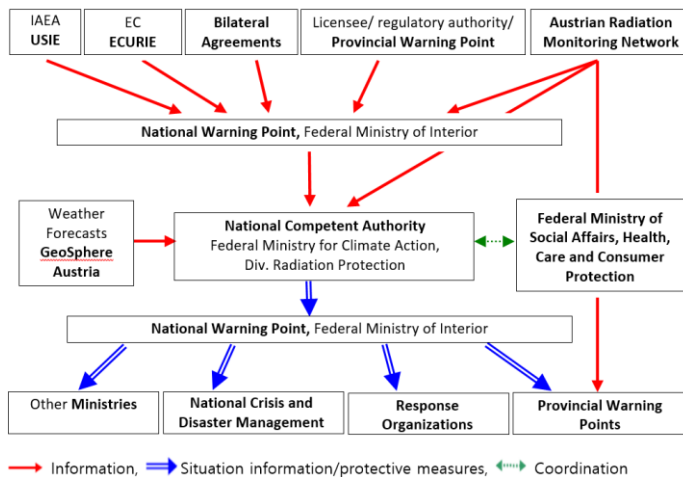 IAEA
USIE
EC
ECURIE
Bilateral
Agreements
Licensee/ regulatory authority/
Provincial Warning Point
Austrian Radiation
Monitoring Network
National Warning Point, Federal Ministry of Interior
Weather
Forecasts
GeoSphere
Austria
National Competent Authority
Federal Ministry for Climate Action,
Div. Radiation Protection
Federal Ministry of
Social Affairs, Health,
Care and Consumer
Protection
National Warning Point, Federal Ministry of Interior
Other Ministries
National Crisis and
Disaster Management
Response
Organizations
Provincial Warning
Points
Information, Situation information/protective measures, Coordination